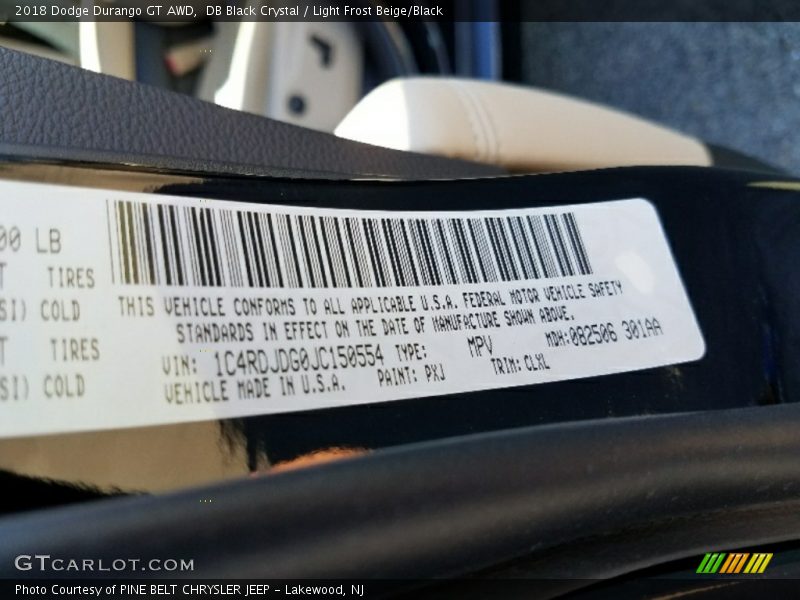 2018 Dodge Durango GT AWD, DB Black Crystal / Light Frost Beige/Black
00 LB
TIRES
SI) COLD
TIRES
SI) COLD
THIS VEHICLE CONFORMS TO ALL APPLICABLE U.S.A. FEDERAL MOTOR VEHICLE SAFETY
STANDARDS IN EFFECT ON THE DATE OF MANUFACTURE SHOWN ABOVE.
VIN: 1C4RDJDG0JC150554 TYPE: MPV MDH:082506 301AA
VEHICLE MADE IN U.S.A. PAINT: PXJ TRIM: CLXL
GTCARLOT.COM
Photo Courtesy of PINE BELT CHRYSLER JEEP - Lakewood, NJ